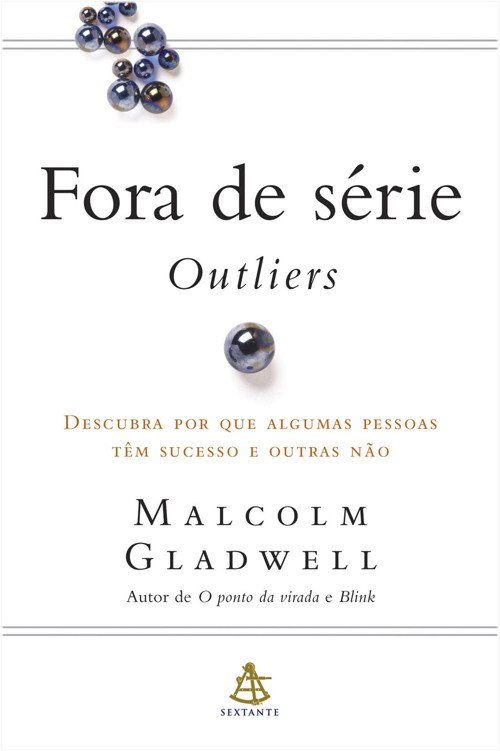 Fora de série
Outliers
DESCUBRA POR QUE ALGUMAS PESSOAS
TÊM SUCESSO E OUTRAS NÃO
MALCOLM
GLADWELL
Autor de O ponto da virada e Blink
SEXTANTE